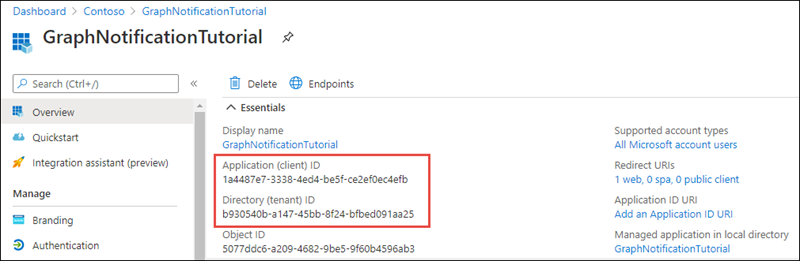 Dashboard > Contoso > GraphNotificationTutorial
GraphNotificationTutorial
Search (Ctrl+/)
«
Overview
Quickstart
Integration assistant (preview)
Manage
Branding
Authentication
Delete Endpoints
Essentials
Display name
GraphNotificationTutorial
Application (client) ID
1a4487e7-3338-4ed4-be5f-ce2ef0ec4efb
Directory (tenant) ID
b930540b-a147-45bb-8f24-bfbed091aa25
Object ID
5077ddc6-a209-4682-9be5-9f60b4596ab3
Supported account types
All Microsoft account users
Redirect URIs
1 web, 0 spa, 0 public client
Application ID URI
Add an Application ID URI
Managed application in local directory
GraphNotificationTutorial